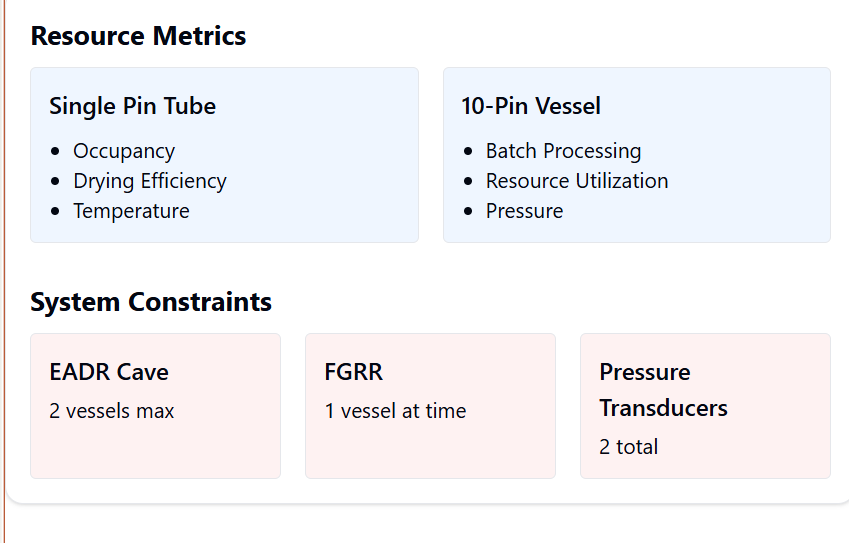 Resource Metrics
Single Pin Tube
Occupancy
Drying Efficiency
Temperature
10-Pin Vessel
Batch Processing
Resource Utilization
Pressure
System Constraints
EADR Cave
2 vessels max
FGRR
1 vessel at time
Pressure
Transducers
2 total